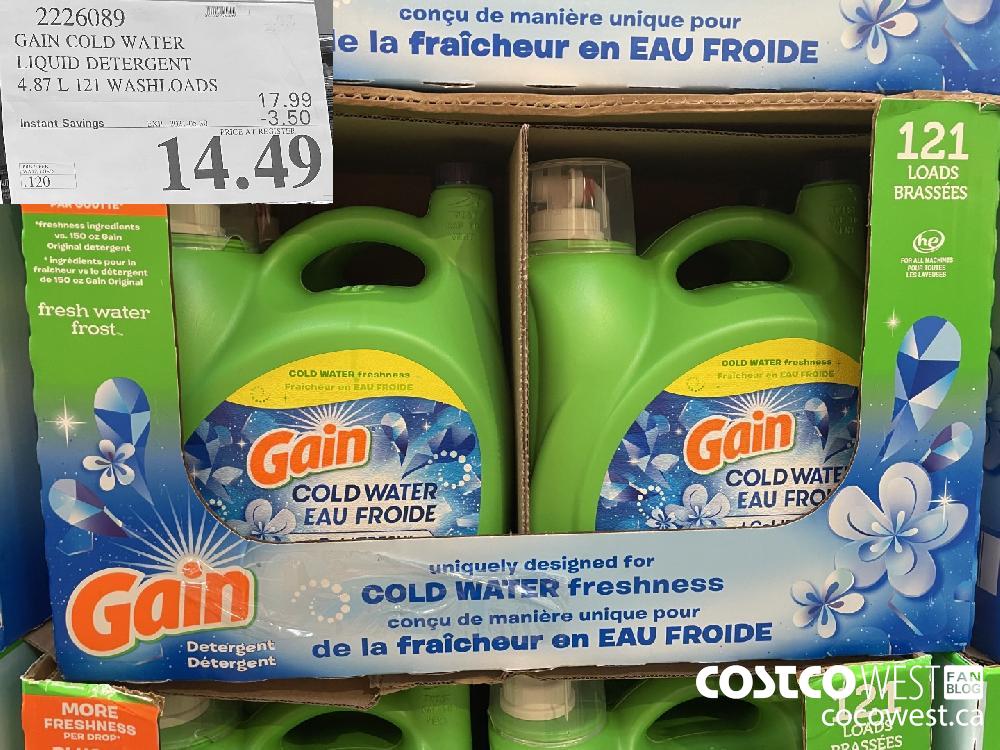 conçu de manière unique pour
de la fraîcheur en EAU FROIDE
2226089
GAIN COLD WATER
LIQUID DETERGENT
4.87 L 121 WASHLOADS
17.99
Instant Savings
-3.50
PRICE AT REGISTER
14.49
.120
PAR GOUTTE*
*freshness ingredients
vs. 150 oz Gain
Original detergent
* ingrédients pour la
fraîcheur vs le détergent
de 150 oz Gain Original
fresh water
frost
121
LOADS
BRASSÉES
he
FOR ALL MACHINES
POUR TOUTES
LES LAVEUSES
COLD WATER freshness
Fraîcheur en EAU FROIDE
Gain
COLD WATER
EAU FROIDE
COLD WATER freshness
Fraîcheur en EAU FROIDE
Gain
COLD WATE
EAU FRO
uniquely designed for
COLD WATER freshness
conçu de manière unique pour
de la fraîcheur en EAU FROIDE
Gain
Detergent
Détergent
MORE
FRESHNESS
PER DROP*
121
LOADS
BRASSÉES
COSTCO WEST FAN BLOG
cocowest.ca